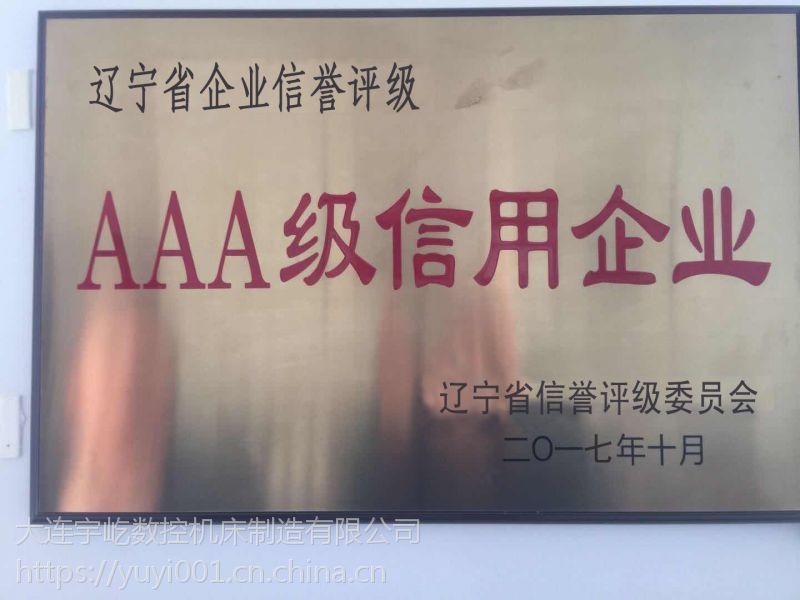 辽宁省企业信誉评级
AAA级信用企业
辽宁省信誉评级委员会
二〇一七年十月
大连宇屹数控机床制造有限公司
https://yuyi001.cn.china.cn